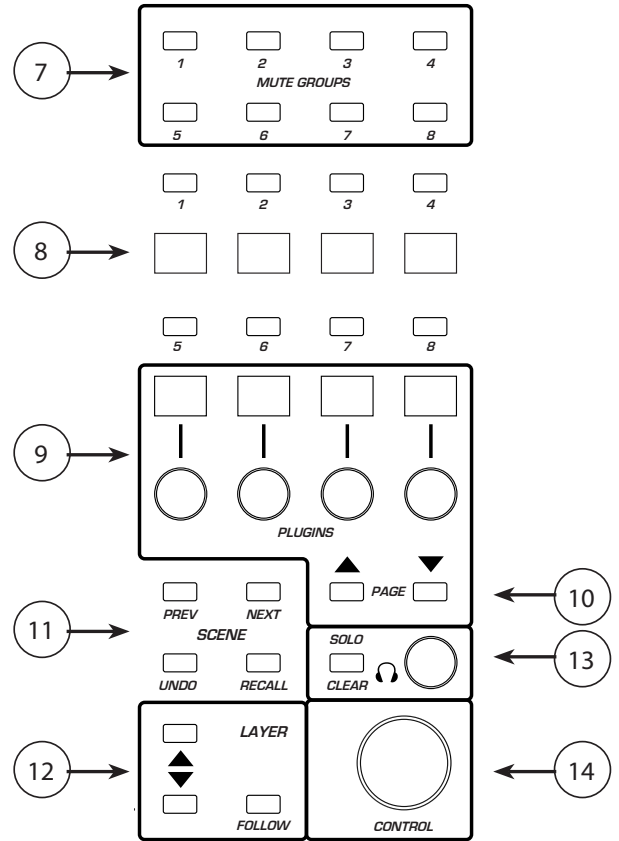 1 2 3 4
7
MUTE GROUPS
5 6 7 8
1 2 3 4
8
5 6 7 8
9
PLUGINS
PAGE
10
PREV NEXT
11
SCENE
UNDO RECALL
SOLO
13
CLEAR
LAYER
12
14
FOLLOW
CONTROL